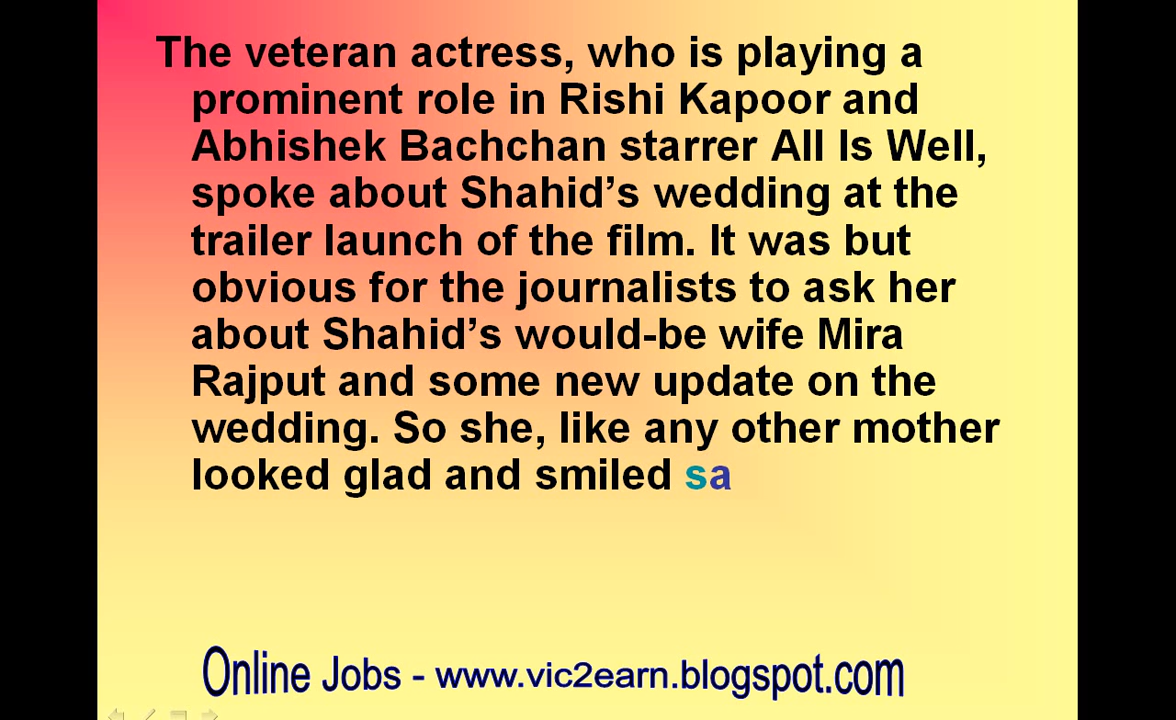 The veteran actress, who is playing a
prominent role in Rishi Kapoor and
Abhishek Bachchan starrer All Is Well,
spoke about Shahid’s wedding at the
trailer launch of the film. It was but
obvious for the journalists to ask her
about Shahid’s would-be wife Mira
Rajput and some new update on the
wedding. So she, like any other mother
looked glad and smiled sa
Online Jobs - www.vic2earn.blogspot.com